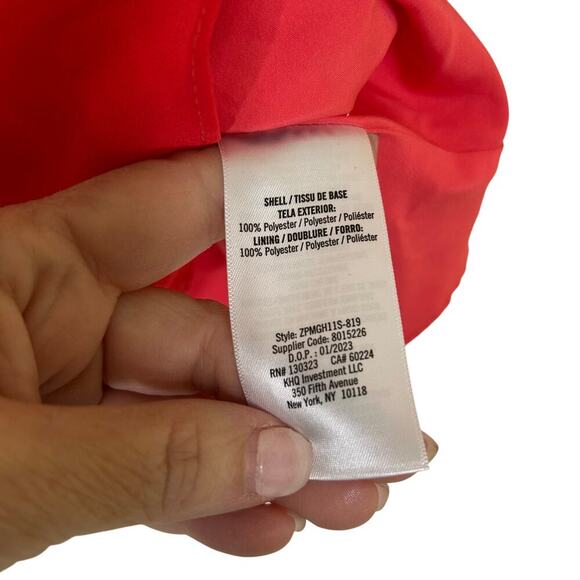 SHELL / TISSU DE BASE
TELA EXTERIOR:
100% Polyester / Polyester / Poliéster
LINING / DOUBLURE / FORRO:
100% Polyester / Polyester / Poliéster
Style: ZPMGH11S-819
Supplier Code: 8015226
D.O.P.: 01/2023
RN# 130323 CA# 60224
KHQ Investment LLC
350 Fifth Avenue
New York, NY 10118